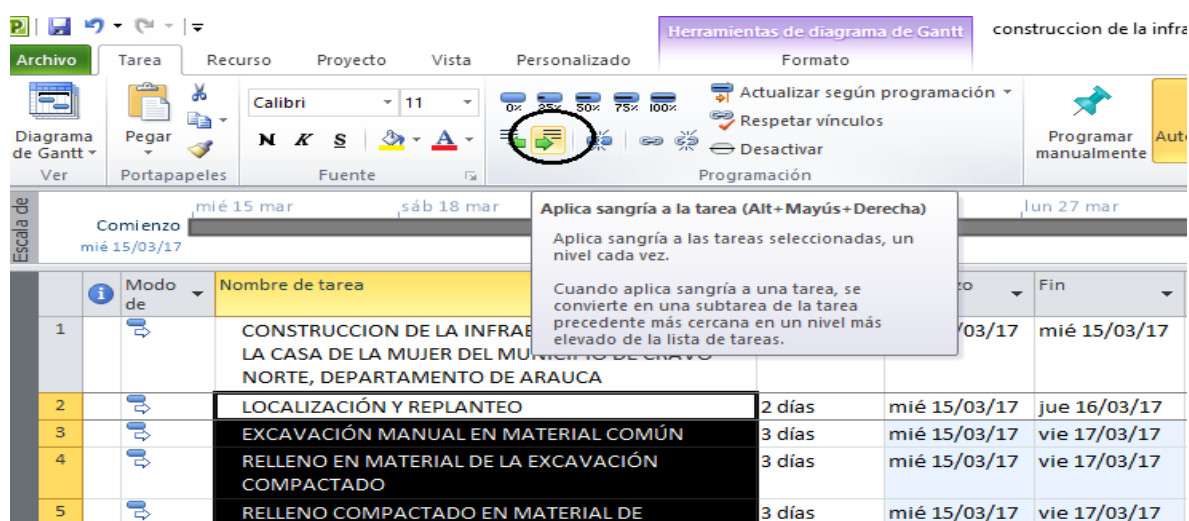 P
Herramientas de diagrama de Gantt
construccion de la infra
Archivo Tarea Recurso Proyecto Vista Personalizado Formato
Calibri 11
0% 25% 50% 75% 100%
Actualizar según programación
Diagrama de Gantt
Pegar
N K S A
Respetar vínculos
Desactivar
Programar manualmente
Auto
Ver Portapapeles Fuente Programación
Escala de
mié 15 mar sáb 18 mar lun 27 mar
Comienzo
mié 15/03/17
Aplica sangría a la tarea (Alt+Mayús+Derecha)
Aplica sangría a las tareas seleccionadas, un
nivel cada vez.
Cuando aplica sangría a una tarea, se
convierte en una subtarea de la tarea
precedente más cercana en un nivel más
elevado de la lista de tareas.
Modo de
Nombre de tarea
zo
Fin
1 CONSTRUCCION DE LA INFRAE /03/17 mié 15/03/17
LA CASA DE LA MUJER DEL MUNICIPIO DE CRAVO
NORTE, DEPARTAMENTO DE ARAUCA
2 LOCALIZACIÓN Y REPLANTEO 2 días mié 15/03/17 jue 16/03/17
3 EXCAVACIÓN MANUAL EN MATERIAL COMÚN 3 días mié 15/03/17 vie 17/03/17
4 RELLENO EN MATERIAL DE LA EXCAVACIÓN 3 días mié 15/03/17 vie 17/03/17
COMPACTADO
5 RELLENO COMPACTADO EN MATERIAL DE 3 días mié 15/03/17 vie 17/03/17